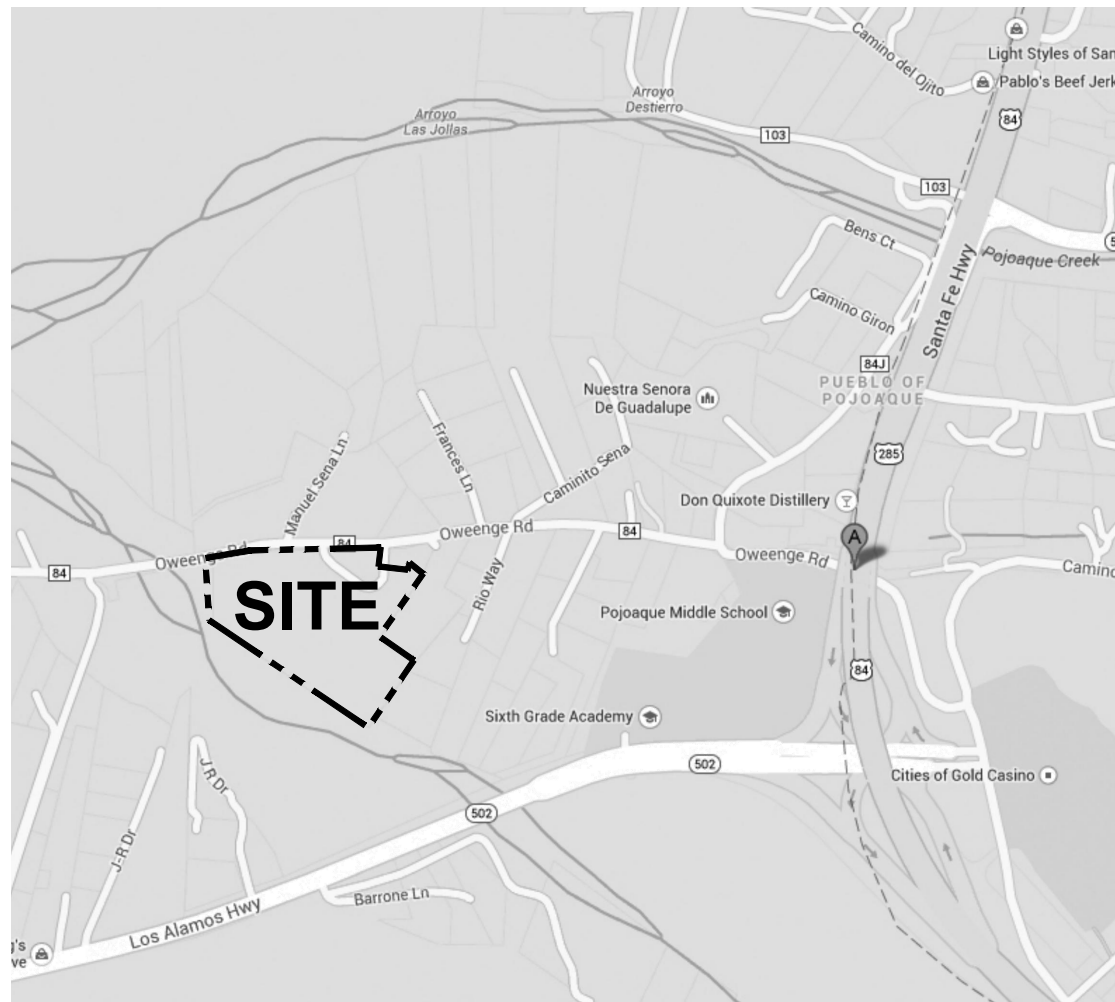 Camino del Ojito
Light Styles of San
Pablo's Beef Jerk
Arroyo
Destierro
Arroyo
Las Jollas
84
103
103
5
Bens Ct
Pojoaque Creek
Camino Giron
Santa Fe Hwy
84J
PUEBLO OF
POJOAQUE
Nuestra Senora
De Guadalupe
Frances Ln
Manuel Sena Ln
Caminito Sena
285
Don Quixote Distillery
A
Oweenge Rd
84
Oweenge Rd
84
Oweenge Rd
84
Camino
SITE
Rio Way
Pojoaque Middle School
84
Sixth Grade Academy
502
Cities of Gold Casino
J R Dr
502
J-R Dr
Barrone Ln
Los Alamos Hwy
g's
ve